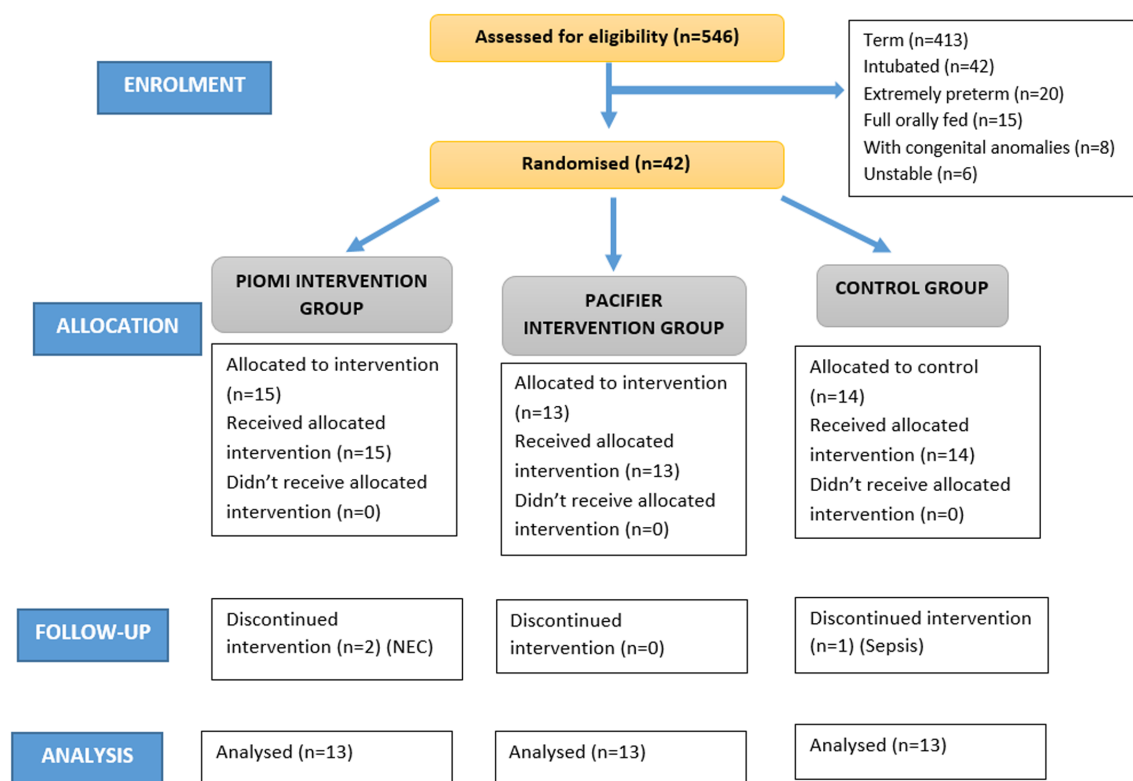 Assessed for eligibility (n=546)
ENROLMENT
Term (n=413)
Intubated (n=42)
Extremely preterm (n=20)
Full orally fed (n=15)
With congenital anomalies (n=8)
Unstable (n=6)
Randomised (n=42)
ALLOCATION
PIOMI INTERVENTION
GROUP
PACIFIER
INTERVENTION GROUP
CONTROL GROUP
Allocated to intervention
(n=15)
Received allocated
intervention (n=15)
Didn’t receive allocated
intervention (n=0)
Allocated to intervention
(n=13)
Received allocated
intervention (n=13)
Didn’t receive allocated
intervention (n=0)
Allocated to control
(n=14)
Received allocated
intervention (n=14)
Didn’t receive allocated
intervention (n=0)
FOLLOW-UP
Discontinued
intervention (n=2) (NEC)
Discontinued
intervention (n=0)
Discontinued intervention
(n=1) (Sepsis)
ANALYSIS
Analysed (n=13)
Analysed (n=13)
Analysed (n=13)